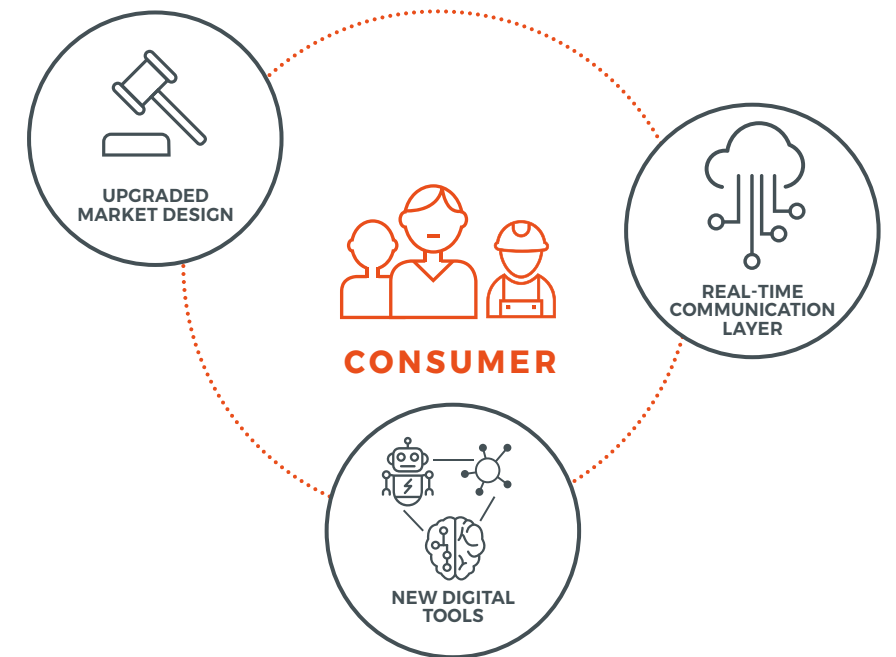 UPGRADED
MARKET DESIGN
REAL-TIME
COMMUNICATION
LAYER
CONSUMER
NEW DIGITAL
TOOLS